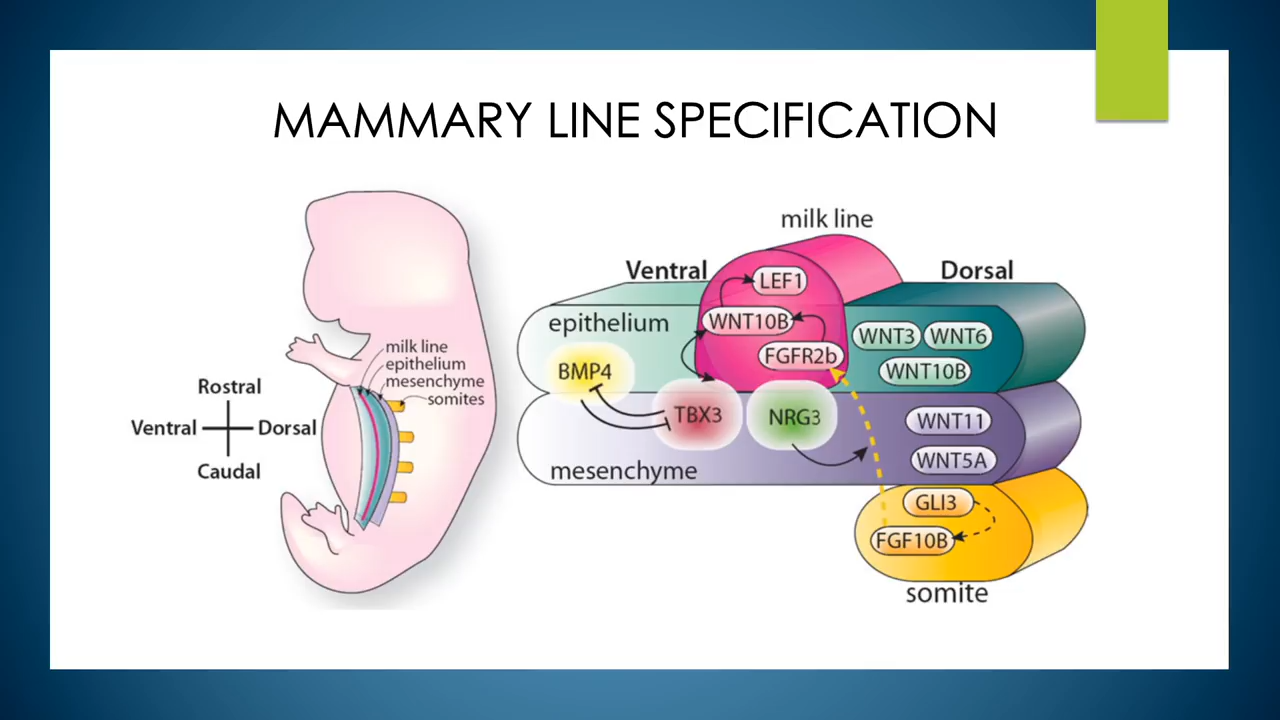 MAMMARY LINE SPECIFICATION
milk line
epithelium
mesenchyme
somites
Rostral
Ventral
Dorsal
Caudal
milk line
Ventral
Dorsal
LEF1
epithelium
WNT10B
WNT3 WNT6
FGFR2b
BMP4
WNT10B
TBX3
NRG3
WNT11
mesenchyme
WNT5A
GLI3
FGF10B
somite